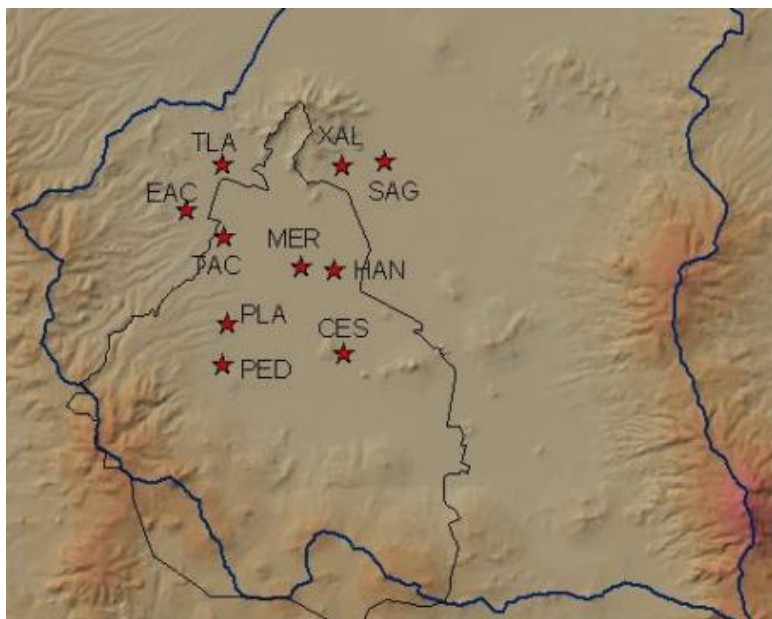 TLA
XAL
SAG
EAC
TAC
MER
HAN
PLA
CES
PED